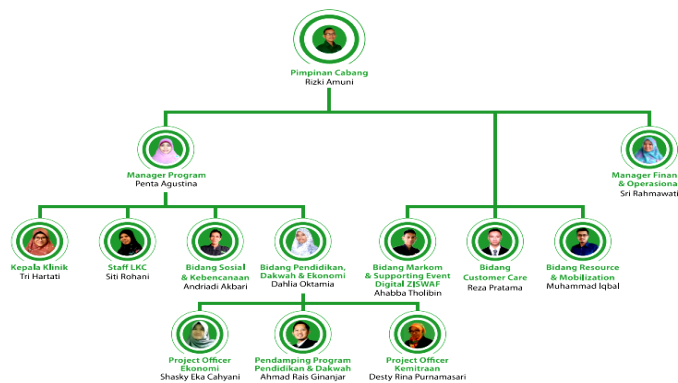 Pimpinan Cabang
Rizki Amuni
Manager Program
Penta Agustina
Manager Finan
& Operasiona
Sri Rahmawati
Kepala Klinik
Tri Hartati
Staff LKC
Siti Rohani
Bidang Sosial
& Kebencanaan
Andriadi Akbari
Bidang Pendidikan,
Dakwah & Ekonomi
Dahlia Oktamia
Bidang Markom
& Supporting Event
Digital ZISWAF
Ahabba Tholibin
Bidang
Customer Care
Reza Pratama
Bidang Resource
& Mobilization
Muhammad Iqbal
Project Officer
Ekonomi
Shasky Eka Cahyani
Pendamping Program
Pendidikan & Dakwah
Ahmad Rais Ginanjar
Project Officer
Kemitraan
Desty Rina Purnamasari